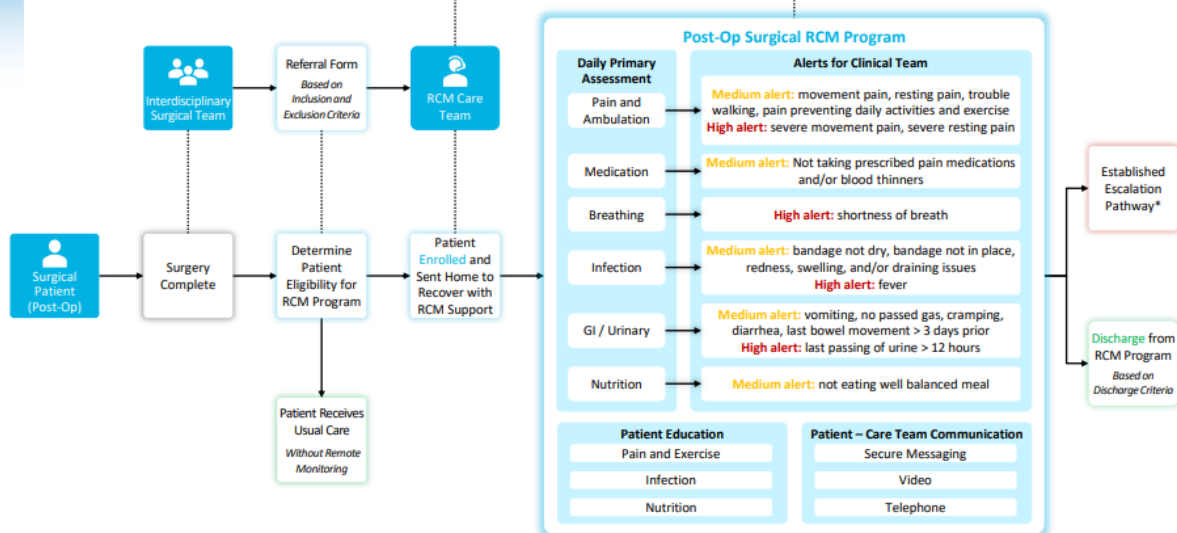 Post-Op Surgical RCM Program
Interdisciplinary
Surgical Team
Referral Form
Based on
Inclusion and
Exclusion Criteria
RCM Care
Team
Surgical
Patient
(Post-Op)
Surgery
Complete
Determine
Patient
Eligibility for
RCM Program
Patient
Enrolled and
Sent Home to
Recover with
RCM Support
Patient Receives
Usual Care
Without Remote
Monitoring
Daily Primary
Assessment
Alerts for Clinical Team
Pain and
Ambulation
Medium alert: movement pain, resting pain, trouble
walking, pain preventing daily activities and exercise
High alert: severe movement pain, severe resting pain
Medication
Medium alert: Not taking prescribed pain medications
and/or blood thinners
Breathing
High alert: shortness of breath
Infection
Medium alert: bandage not dry, bandage not in place,
redness, swelling, and/or draining issues
High alert: fever
GI / Urinary
Medium alert: vomiting, no passed gas, cramping,
diarrhea, last bowel movement > 3 days prior
High alert: last passing of urine > 12 hours
Nutrition
Medium alert: not eating well balanced meal
Patient Education
Pain and Exercise
Infection
Nutrition
Patient – Care Team Communication
Secure Messaging
Video
Telephone
Established
Escalation
Pathway*
Discharge from
RCM Program
Based on
Discharge Criteria